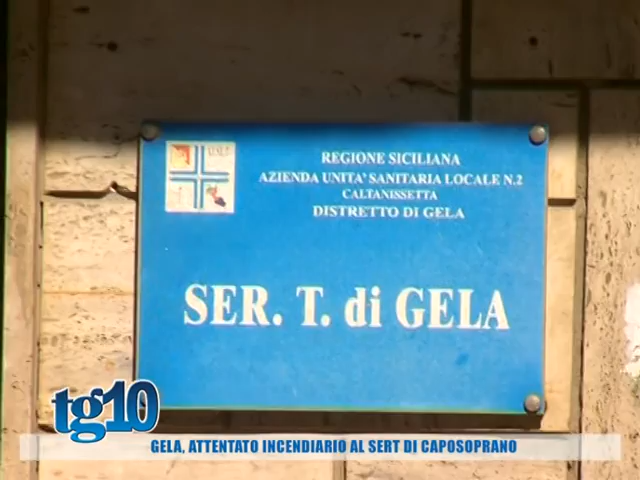 U.S.L.2
REGIONE SICILIANA
AZIENDA UNITA' SANITARIA LOCALE N.2
CALTANISSETTA
DISTRETTO DI GELA
SER. T. di GELA
tg10
GELA, ATTENTATO INCENDIARIO AL SERT DI CAPOSOPRANO